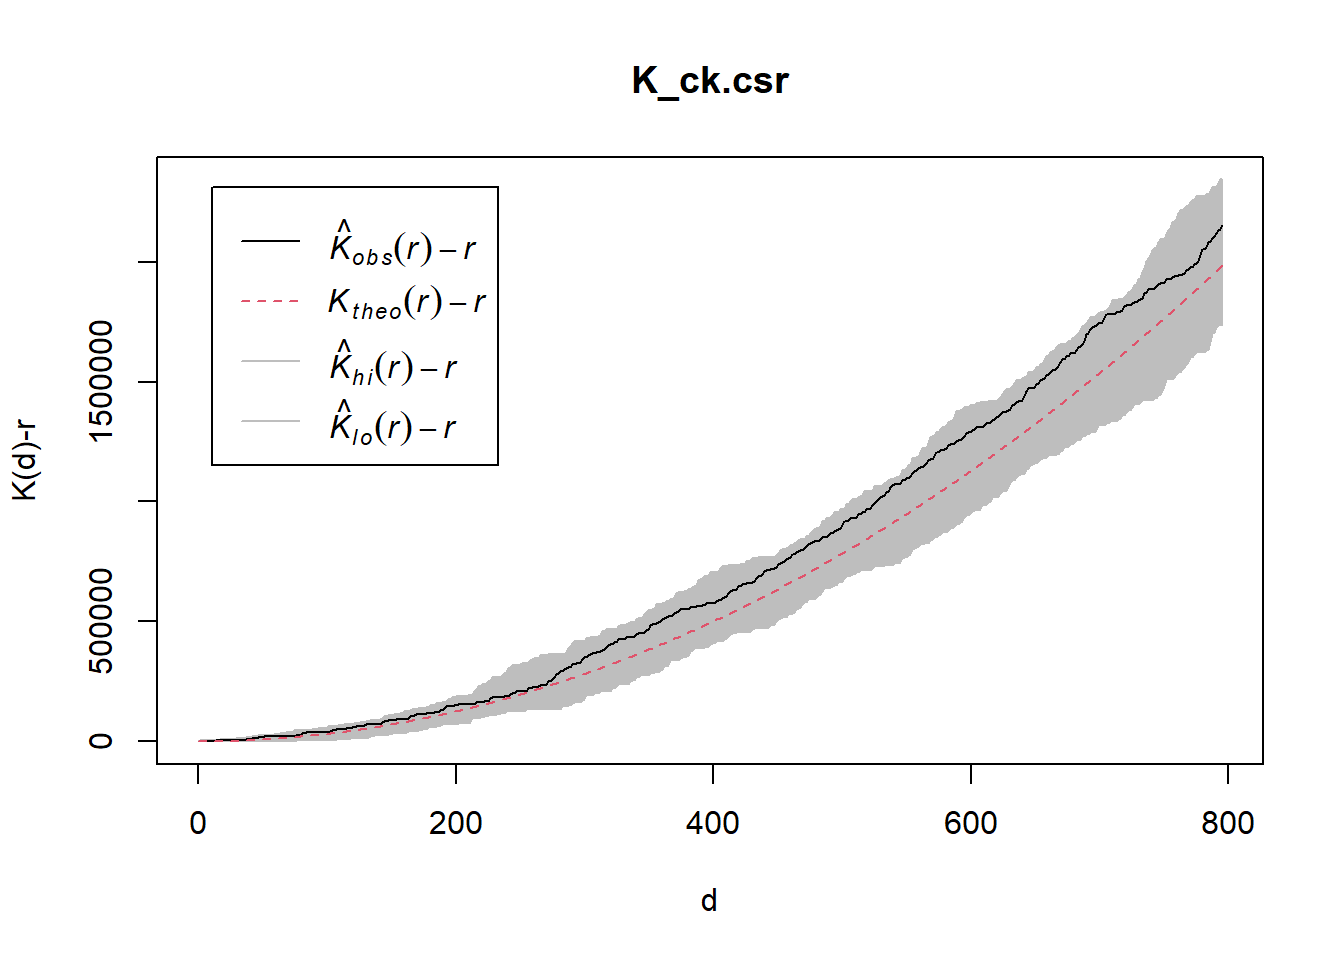 K_ck.csr
K̂obs(r) – r
Ktheo(r) – r
K̂hi(r) – r
K̂lo(r) – r
K(d)-r
1500000
500000
0
0 200 400 600 800
d